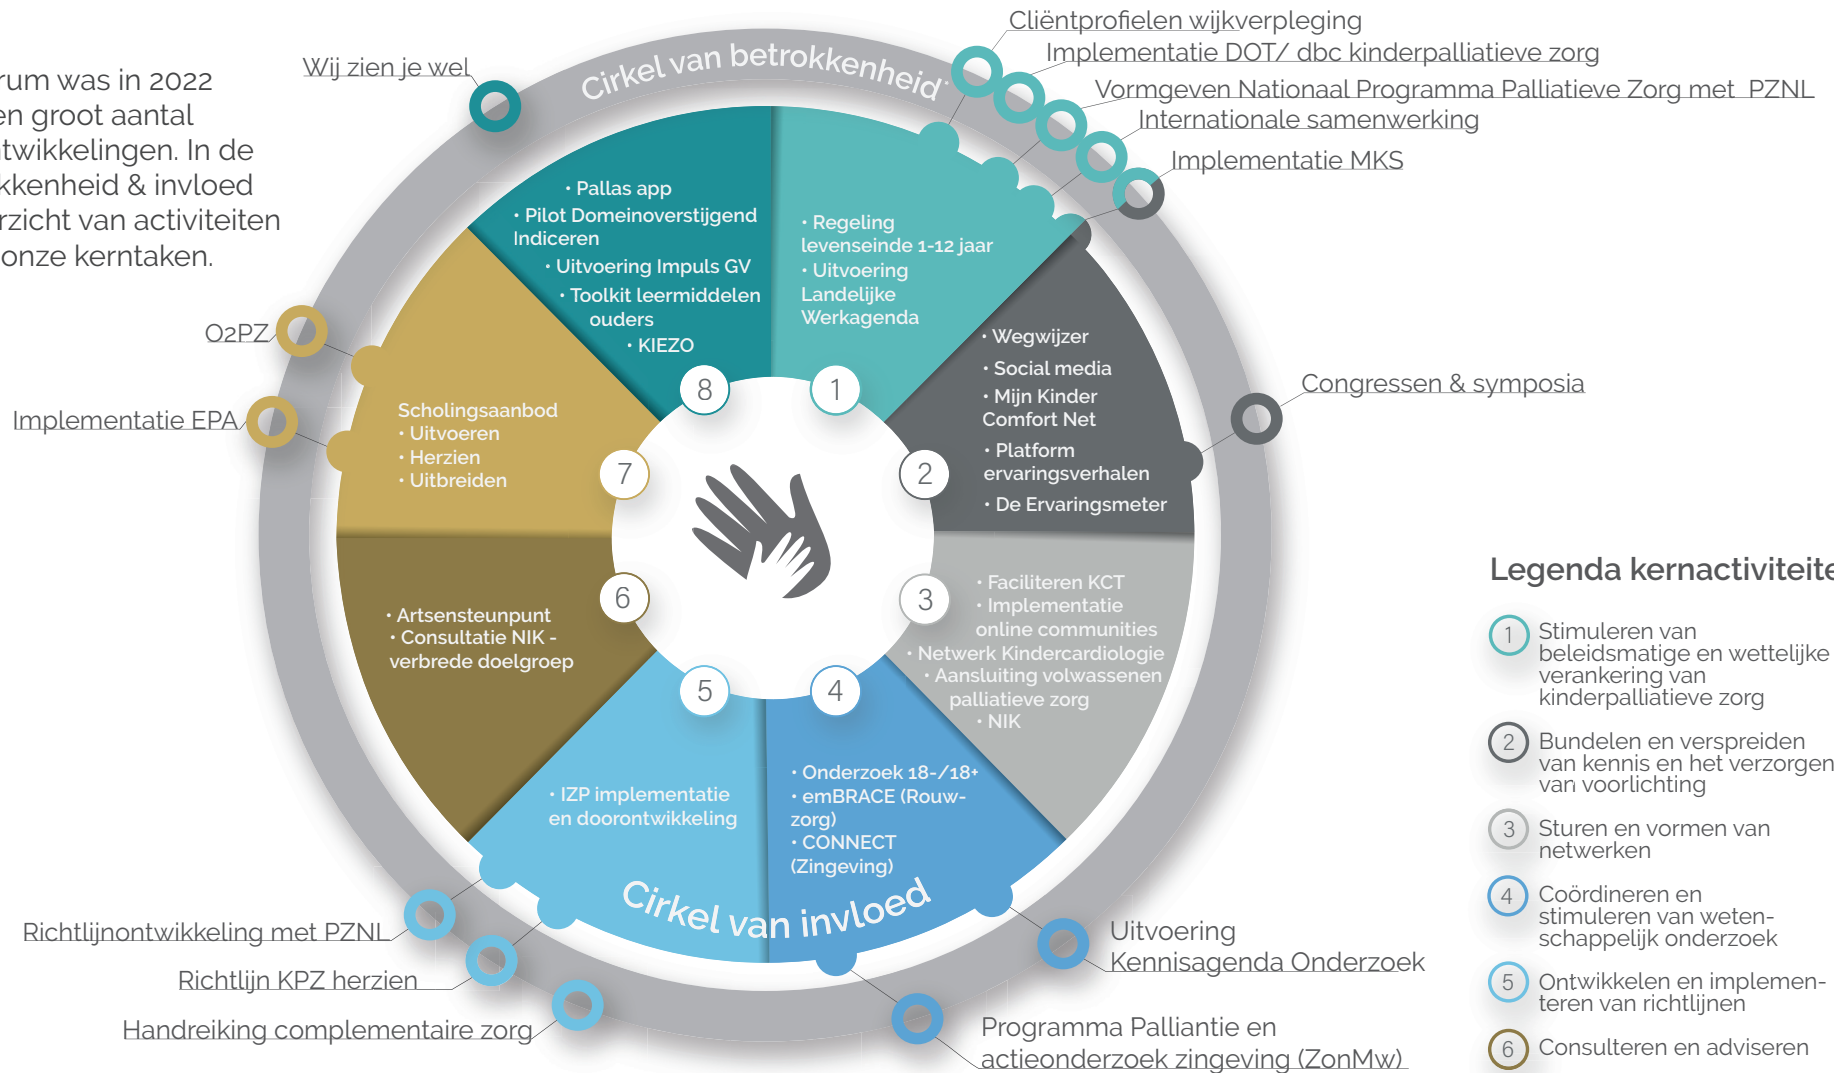 rum was in 2022
en groot aantal
ntwikkelingen. In de
kkenheid & invloed
rzicht van activiteiten
onze kerntaken.
Wij zien je wel
Cirkel van betrokkenheid
Cliëntprofielen wijkverpleging
Implementatie DOT/ dbc kinderpalliatieve zorg
Vormgeven Nationaal Programma Palliatieve Zorg met PZNL
Internationale samenwerking
Implementatie MKS
O2PZ
Implementatie EPA
Congressen & symposia
• Pallas app
• Pilot Domeinoverstijgend
Indiceren
• Uitvoering Impuls GV
• Toolkit leermiddelen
ouders
• KIEZO
8
• Regeling
levenseinde 1-12 jaar
• Uitvoering
Landelijke
Werkagenda
1
• Wegwijzer
• Social media
• Mijn Kinder
Comfort Net
• Platform
ervaringsverhalen
• De Ervaringsmeter
2
Scholingsaanbod
• Uitvoeren
• Herzien
• Uitbreiden
7
• Artsensteunpunt
• Consultatie NIK -
verbrede doelgroep
6
• Faciliteren KCT
• Implementatie
online communities
• Netwerk Kindercardiologie
• Aansluiting volwassenen
palliatieve zorg
• NIK
3
5
• IZP implementatie
en doorontwikkeling
4
• Onderzoek 18-/18+
• emBRACE (Rouw-
zorg)
• CONNECT
(Zingeving)
Cirkel van invloed
Richtlijnontwikkeling met PZNL
Richtlijn KPZ herzien
Handreiking complementaire zorg
Uitvoering
Kennisagenda Onderzoek
Programma Palliantie en
actieonderzoek zingeving (ZonMw)
Legenda kernactiviteite
1 Stimuleren van
beleidsmatige en wettelijke
verankering van
kinderpalliatieve zorg
2 Bundelen en verspreiden
van kennis en het verzorgen
van voorlichting
3 Sturen en vormen van
netwerken
4 Coördineren en
stimuleren van weten-
schappelijk onderzoek
5 Ontwikkelen en implemen-
teren van richtlijnen
6 Consulteren en adviseren